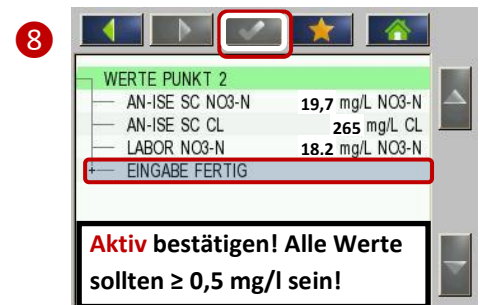 8
WERTE PUNKT 2
AN-ISE SC NO3-N 19,7 mg/L NO3-N
AN-ISE SC CL 265 mg/L CL
LABOR NO3-N 18.2 mg/L NO3-N
EINGABE FERTIG
Aktiv bestätigen! Alle Werte
sollten ≥ 0,5 mg/l sein!